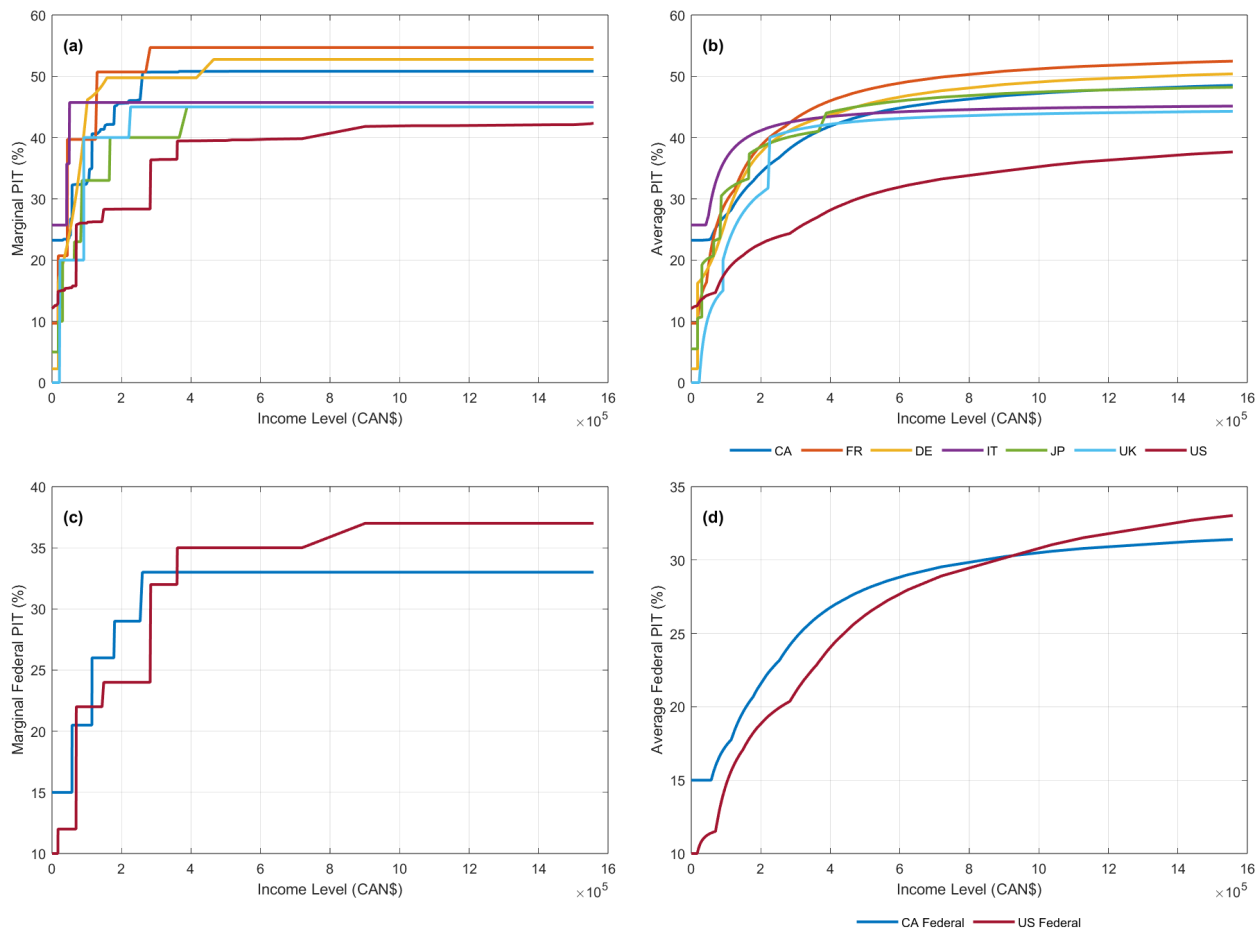 (a)
60
50
40
30
20
10
0
Marginal PIT (%)
0 2 4 6 8 10 12 14 16
Income Level (CAN$)
×10^5
(b)
60
50
40
30
20
10
0
Average PIT (%)
0 2 4 6 8 10 12 14 16
Income Level (CAN$)
×10^5
CA FR DE IT JP UK US
(c)
40
35
30
25
20
15
10
Marginal Federal PIT (%)
0 2 4 6 8 10 12 14 16
Income Level (CAN$)
×10^5
(d)
35
30
25
20
15
10
Average Federal PIT (%)
0 2 4 6 8 10 12 14 16
Income Level (CAN$)
×10^5
CA Federal US Federal